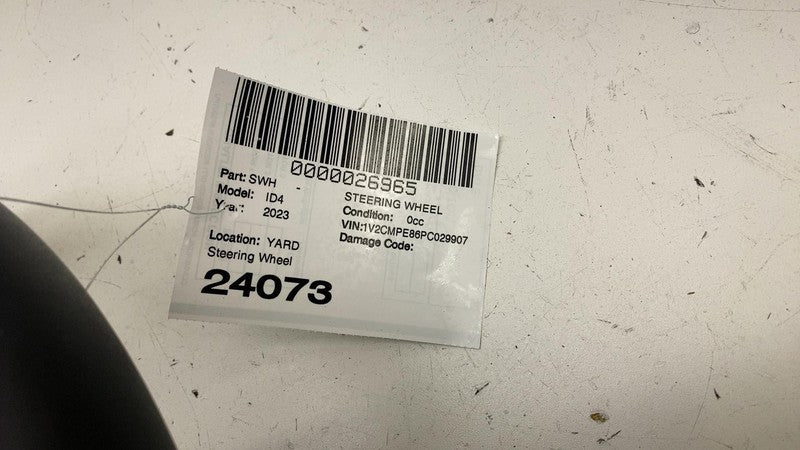 0000026965
Part: SWH -
STEERING WHEEL
Model: ID4
Condition: 0cc
Year: 2023
VIN:1V2CMPE86PC029907
Damage Code:
Location: YARD
Steering Wheel
24073